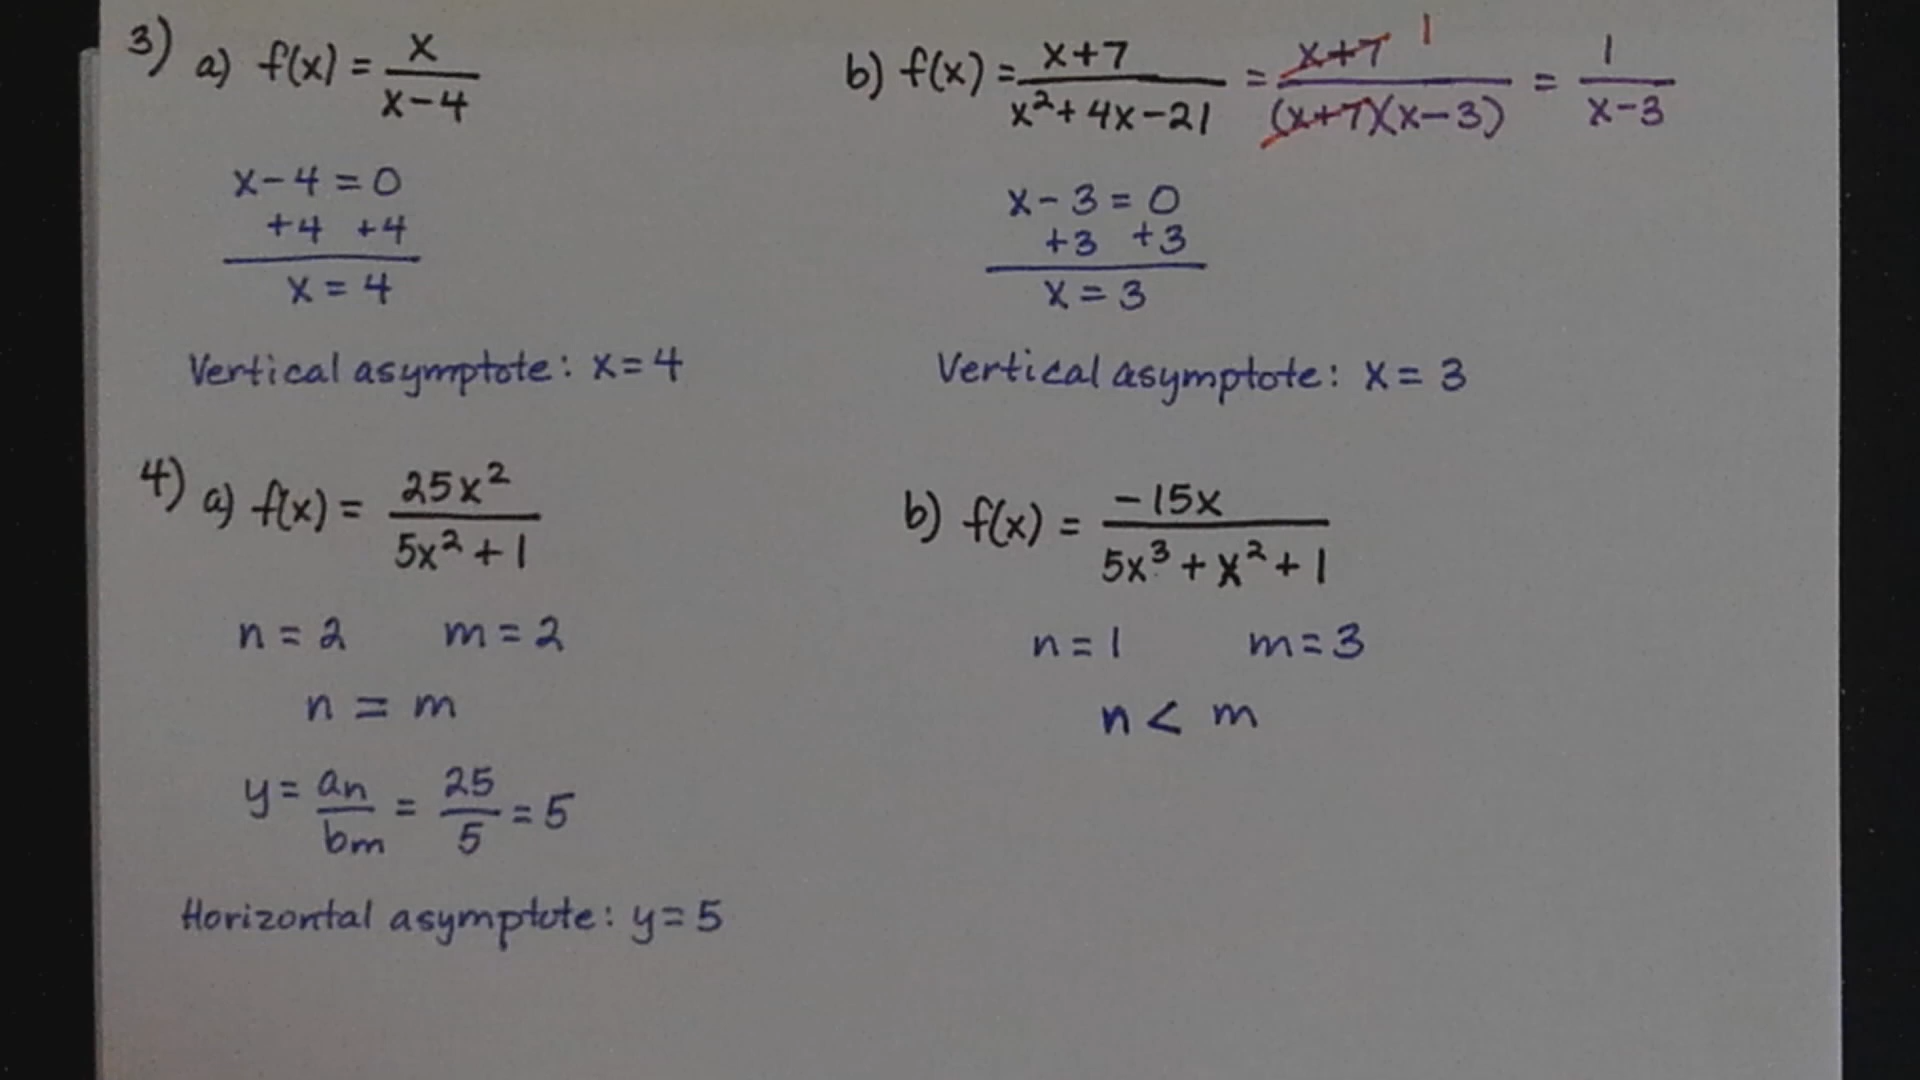 3) a) f(x) = x/(x-4)
x-4=0
+4 +4
x=4
Vertical asymptote: x=4
b) f(x) = (x+7)/(x²+4x-21) = (x+7)/((x+7)(x-3)) 1 = 1/(x-3)
x-3=0
+3 +3
x=3
Vertical asymptote: x=3
4) a) f(x) = 25x²/(5x²+1)
n=2 m=2
n=m
y = an/bm = 25/5 = 5
Horizontal asymptote: y=5
b) f(x) = -15x/(5x³+x²+1)
n=1 m=3
n<m